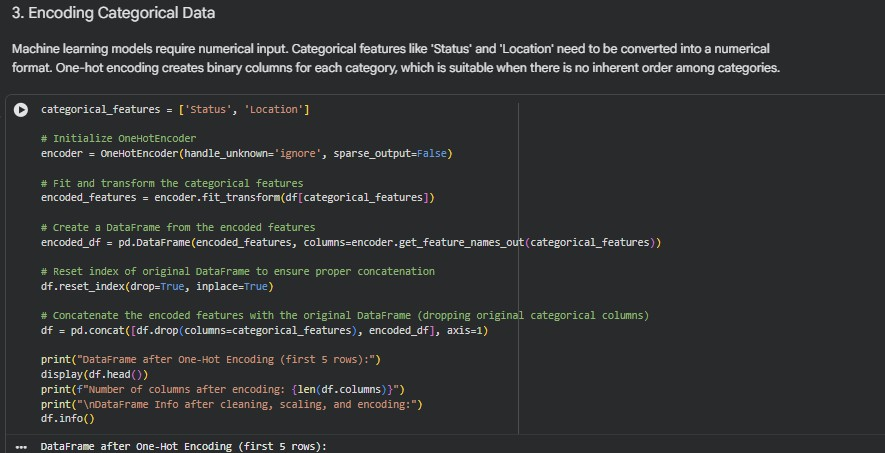 3. Encoding Categorical Data
Machine learning models require numerical input. Categorical features like 'Status' and 'Location' need to be converted into a numerical
format. One-hot encoding creates binary columns for each category, which is suitable when there is no inherent order among categories.
categorical_features = ['Status', 'Location']
# Initialize OneHotEncoder
encoder = OneHotEncoder(handle_unknown='ignore', sparse_output=False)
# Fit and transform the categorical features
encoded_features = encoder.fit_transform(df[categorical_features])
# Create a DataFrame from the encoded features
encoded_df = pd.DataFrame(encoded_features, columns=encoder.get_feature_names_out(categorical_features))
# Reset index of original DataFrame to ensure proper concatenation
df.reset_index(drop=True, inplace=True)
# Concatenate the encoded features with the original DataFrame (dropping original categorical columns)
df = pd.concat([df.drop(columns=categorical_features), encoded_df], axis=1)
print("DataFrame after One-Hot Encoding (first 5 rows):")
display(df.head())
print(f"Number of columns after encoding: {len(df.columns)}")
print("\nDataFrame Info after cleaning, scaling, and encoding:")
df.info()
DataFrame after One-Hot Encoding (first 5 rows):